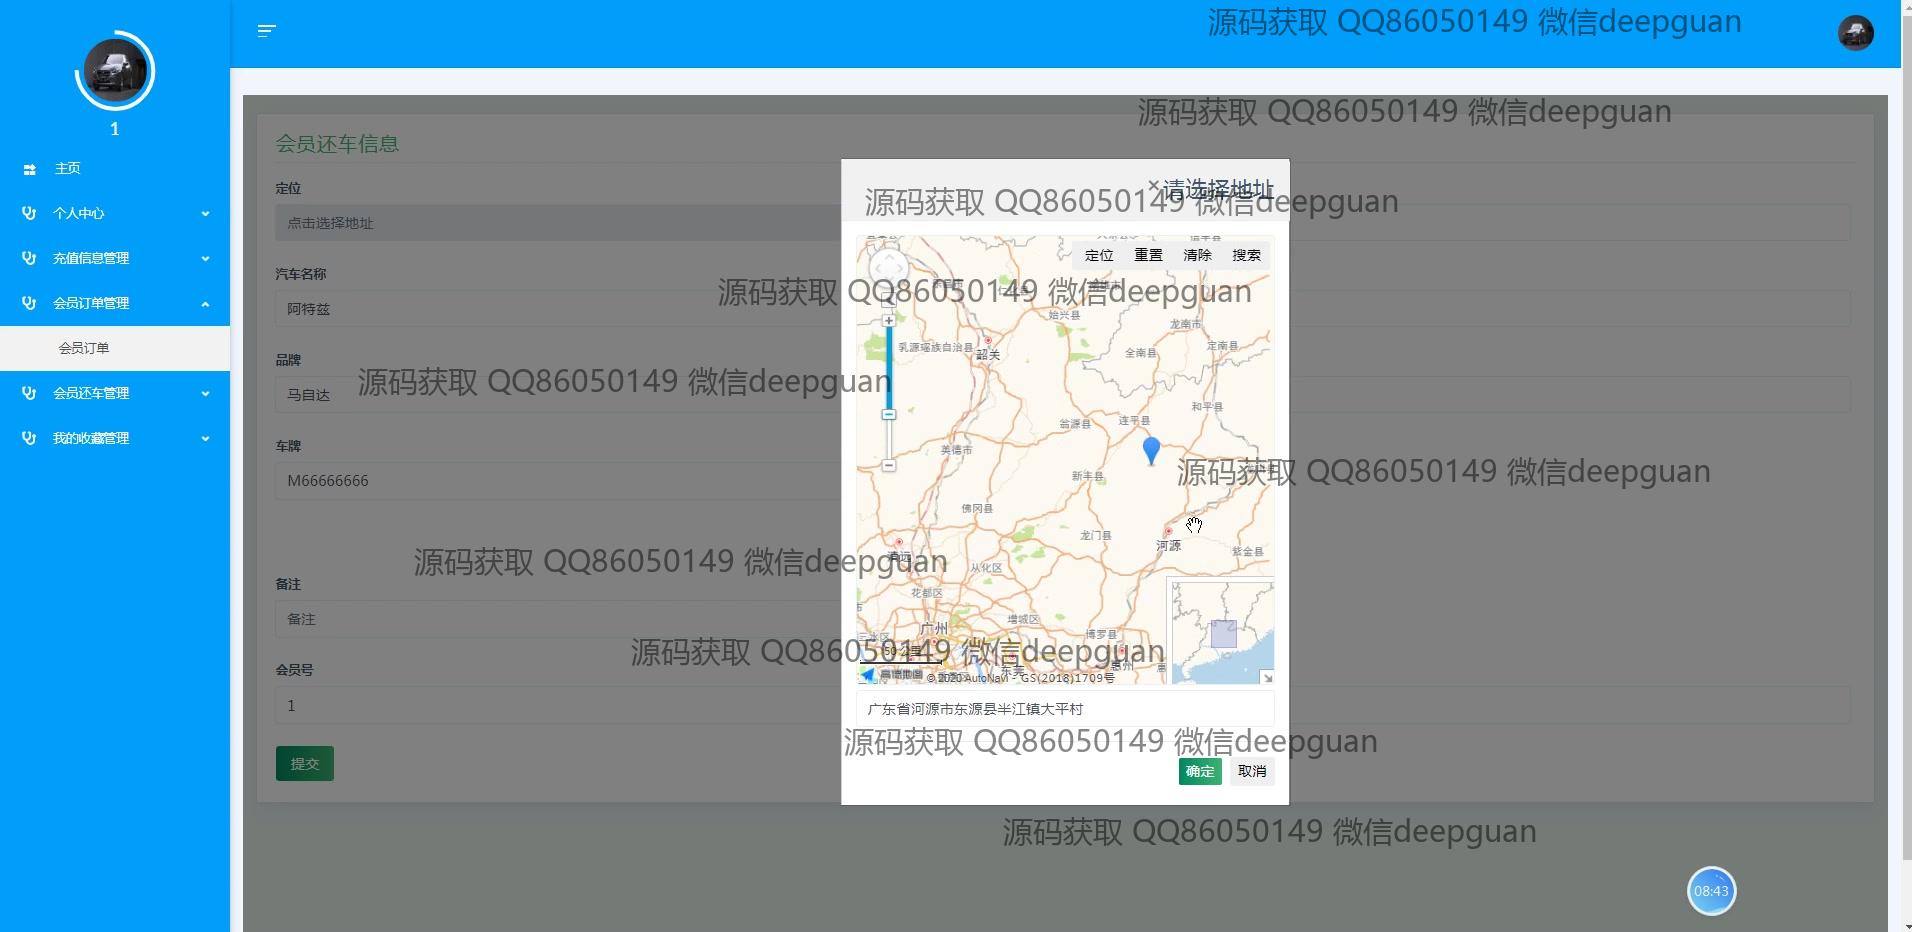 源码获取 QQ86050149 微信deepguan
源码获取 QQ86050149 微信deepguan
1
主页
个人中心
充值信息管理
会员订单管理
会员订单
会员还车管理
我的收藏管理
会员还车信息
定位
点击选择地址
汽车名称
阿特兹
品牌
马自达
车牌
M66666666
备注
备注
会员号
1
提交
×请选择地址
源码获取 QQ86050149 微信deepguan
定位 重置 清除 搜索
源码获取 QQ86050149 微信deepguan
始兴县
龙南市
乳源瑶族自治县
韶关
全南县
定南县
源码获取 QQ86050149 微信deepguan
和平县
翁源县
连平县
英德市
源码获取 QQ86050149 微信deepguan
新丰县
佛冈县
龙门县
河源
紫金县
清远
源码获取 QQ86050149 微信deepguan
从化区
花都区
增城区
广州
博罗县
三水区
源码获取 QQ86050149 微信deepguan
50 公里
东莞
惠州
高德地图
© 2020 AutoNavi - GS(2018)1709号
广东省河源市东源县半江镇大平村
源码获取 QQ86050149 微信deepguan
确定 取消
源码获取 QQ86050149 微信deepguan
08:43